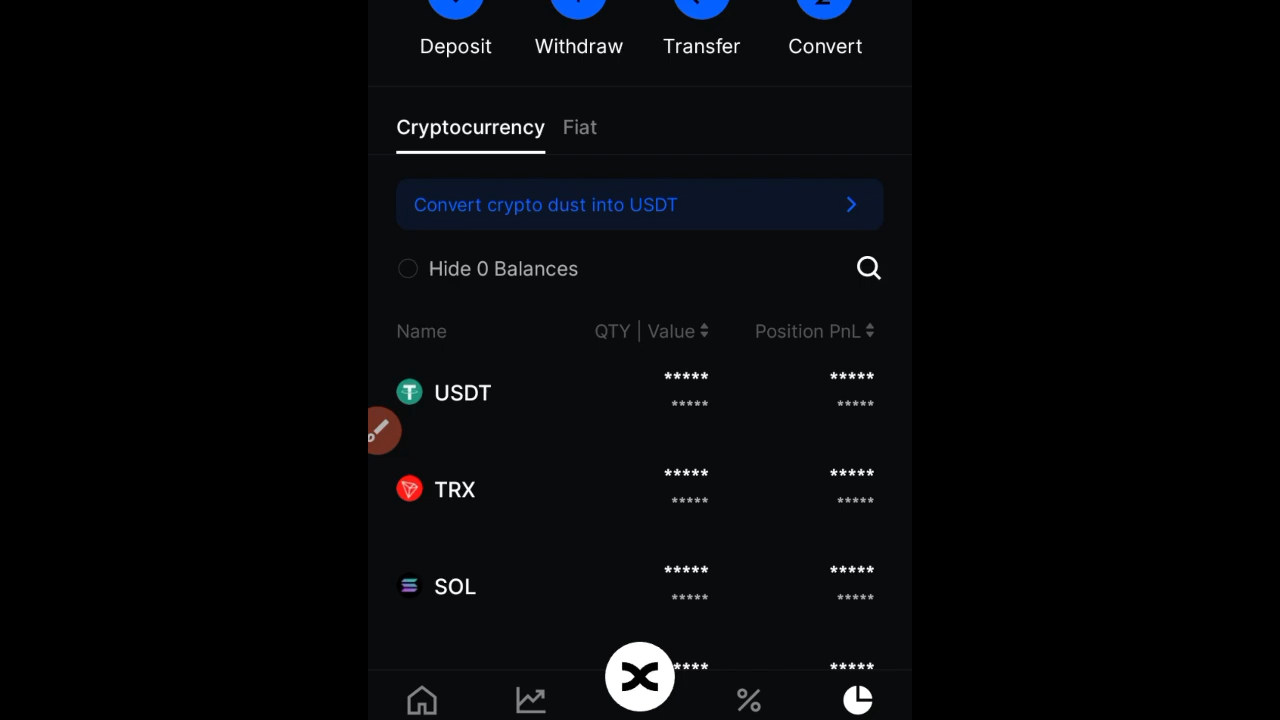 Deposit Withdraw Transfer Convert
Cryptocurrency Fiat
Convert crypto dust into USDT
Hide 0 Balances
Name QTY | Value Position PnL
***** *****
USDT
***** *****
***** *****
TRX
***** *****
***** *****
SOL
***** *****
**** *****